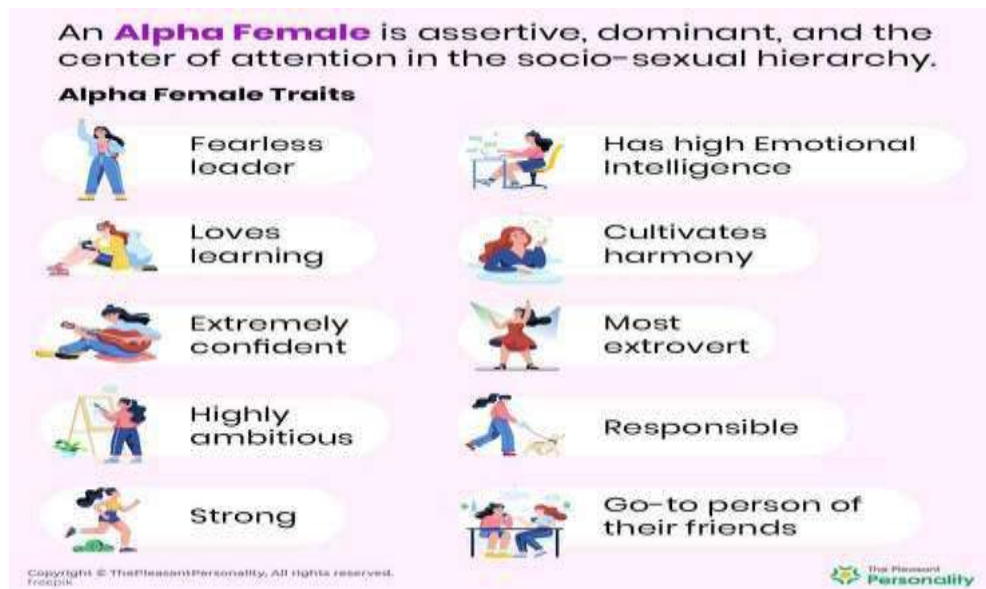 An Alpha Female is assertive, dominant, and the
center of attention in the socio-sexual hierarchy.
Alpha Female Traits
Fearless
leader
Has high Emotional
Intelligence
Loves
learning
Cultivates
harmony
Extremely
confident
Most
extrovert
Highly
ambitious
Responsible
Strong
Go-to person of
their friends
Copyright © ThePleasantPersonality, All rights reserved.
freepik
The Pleasant
Personality